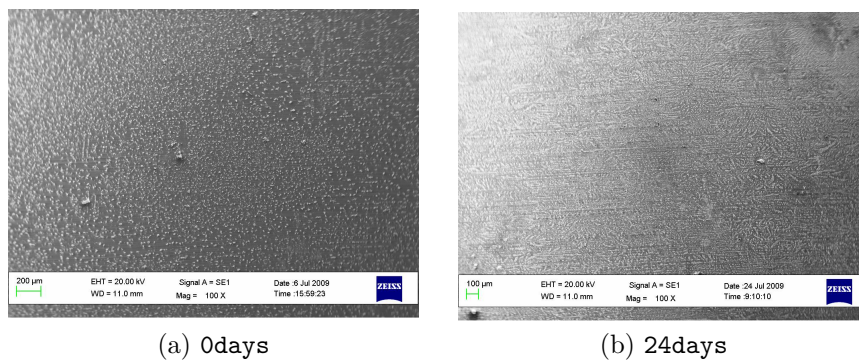 200 µm
EHT = 20.00 kV Signal A = SE1 Date :6 Jul 2009
WD = 11.0 mm Mag = 100 X Time :15:59:23
ZEISS
100 µm
EHT = 20.00 kV Signal A = SE1 Date :24 Jul 2009
WD = 11.0 mm Mag = 100 X Time :9:10:10
ZEISS
(a) 0days
(b) 24days